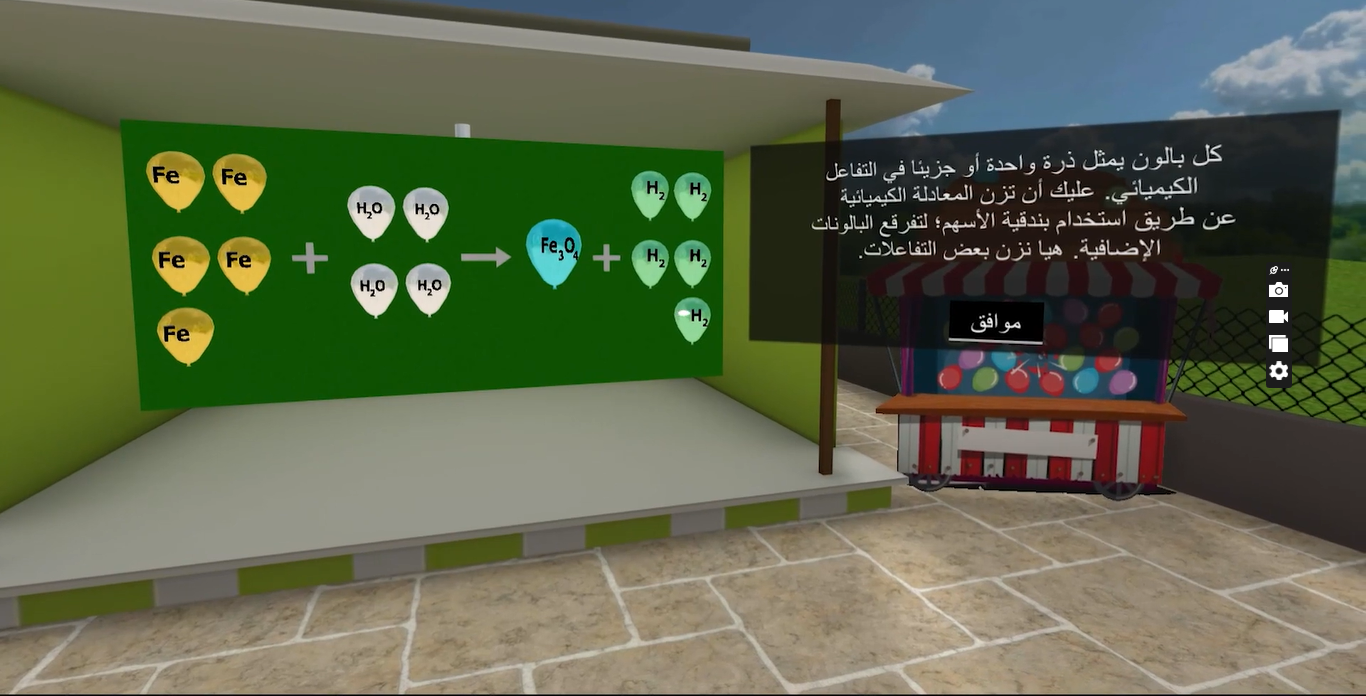 Fe Fe
Fe Fe
Fe
+
H₂O H₂O
H₂O H₂O
→
Fe₃O₄
+
H₂ H₂
H₂ H₂
H₂
كل بالون يمثل ذرة واحدة أو جزيئا في التفاعل
الكيميائي. عليك أن تزن المعادلة الكيميائية
عن طريق استخدام بندقية الأسهم؛ لتفرقع البالونات
الإضافية. هيا نزن بعض التفاعلات.
موافق